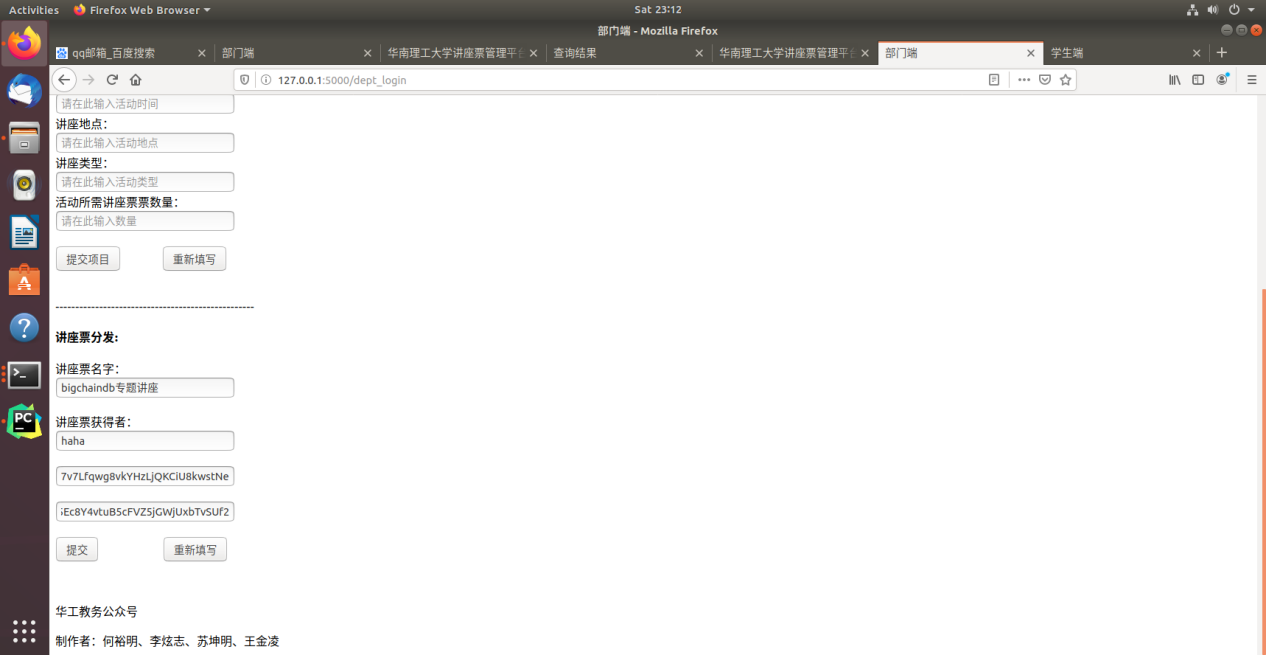 Activities Firefox Web Browser Sat 23:12
部门端 - Mozilla Firefox
qq邮箱_百度搜索 部门端 华南理工大学讲座票管理平台 查询结果 华南理工大学讲座票管理平台 部门端 学生端
127.0.0.1:5000/dept_login
请在此输入活动时间
讲座地点：
请在此输入活动地点
讲座类型：
请在此输入活动类型
活动所需讲座票票数量：
请在此输入数量
提交项目 重新填写
--------------------------------------------------
讲座票分发:
讲座票名字：
bigchaindb专题讲座
讲座票获得者：
haha
7v7Lfqwg8vkYHzLjQKCiU8kwstNe
Ec8Y4vtuB5cFVZ5jGWjUxbTvSUf2
提交 重新填写
华工教务公众号
制作者：何裕明、李炫志、苏坤明、王金凌